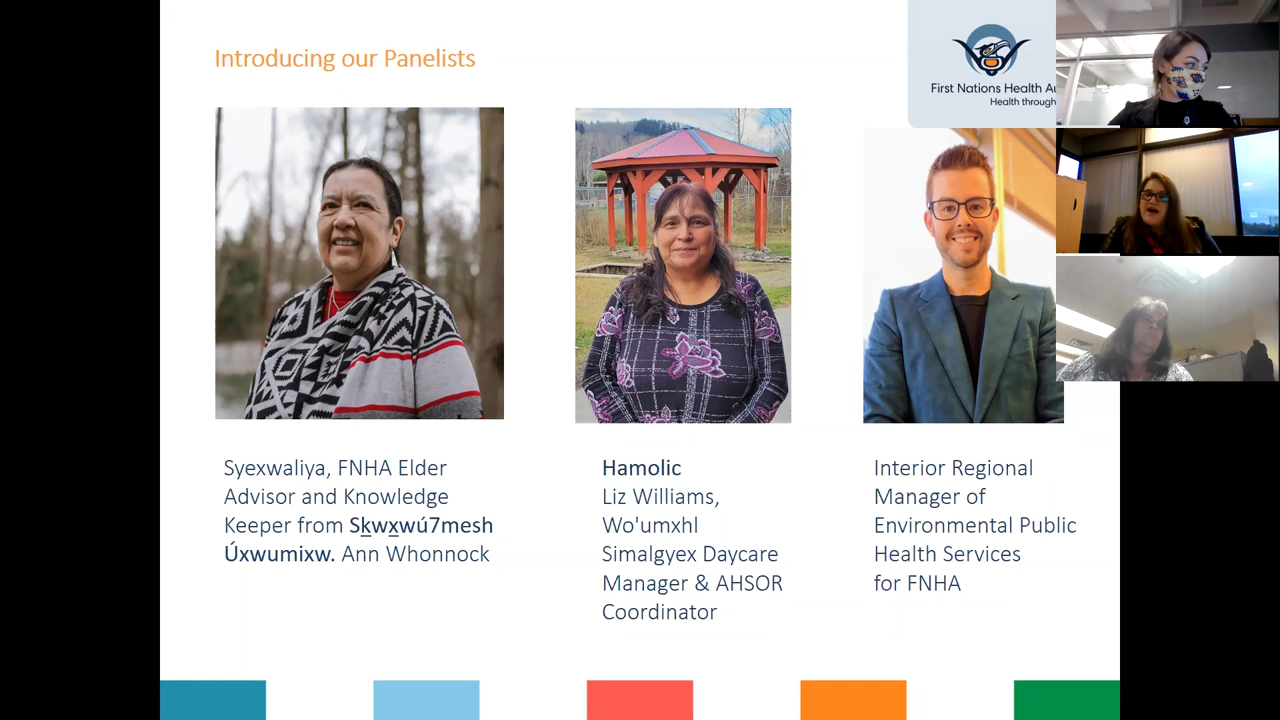 Introducing our Panelists
First Nations Health Au
Health through
Syexwaliya, FNHA Elder
Advisor and Knowledge
Keeper from Sḵwx̱wú7mesh
Úxwumixw. Ann Whonnock
Hamolic
Liz Williams,
Wo'umxhl
Simalgyex Daycare
Manager & AHSOR
Coordinator
Interior Regional
Manager of
Environmental Public
Health Services
for FNHA